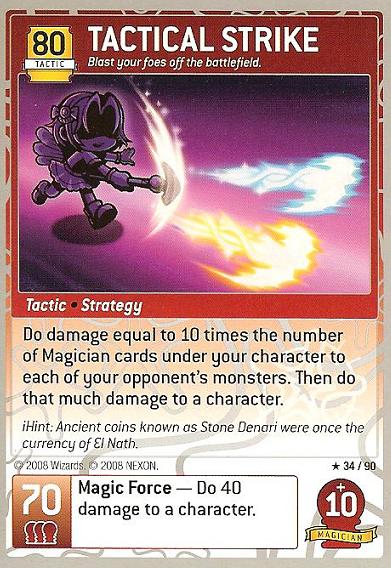 80
TACTIC
TACTICAL STRIKE
Blast your foes off the battlefield.
Tactic • Strategy
Do damage equal to 10 times the number
of Magician cards under your character to
each of your opponent's monsters. Then do
that much damage to a character.
iHint: Ancient coins known as Stone Denari were once the
currency of El Nath.
© 2008 Wizards. © 2008 NEXON.
★ 34 / 90
70
Magic Force — Do 40
damage to a character.
+
10
MAGICIAN